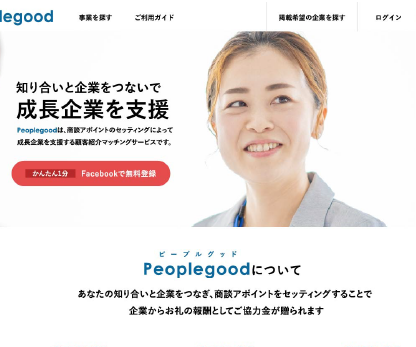 legood 事業を探す ご利用ガイド 掲載希望の企業を探す ログイン
知り合いと企業をつないで
成長企業を支援
Peoplegoodは、商談アポイントのセッティングによって
成長企業を支援する顧客紹介マッチングサービスです。
かんたん1分 Facebookで無料登録
ピープルグッド
Peoplegoodについて
あなたの知り合いと企業をつなぎ、商談アポイントをセッティングすることで
企業からお礼の報酬としてご協力金が贈られます